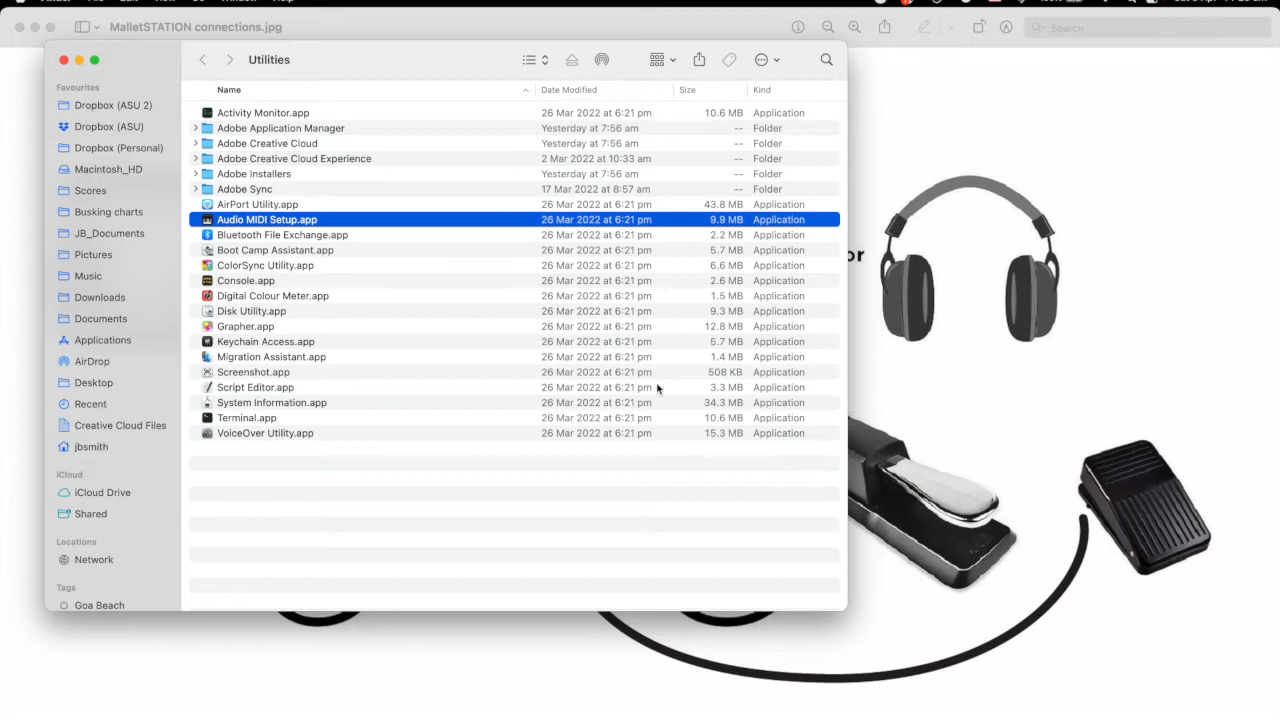 MalletSTATION connections.jpg
Search
Utilities
Favourites
Dropbox (ASU 2)
Dropbox (ASU)
Dropbox (Personal)
Macintosh_HD
Scores
Busking charts
JB_Documents
Pictures
Music
Downloads
Documents
Applications
AirDrop
Desktop
Recent
Creative Cloud Files
jbsmith
iCloud
iCloud Drive
Shared
Locations
Network
Tags
Goa Beach
Name Date Modified Size Kind
Activity Monitor.app 26 Mar 2022 at 6:21 pm 10.6 MB Application
Adobe Application Manager Yesterday at 7:56 am -- Folder
Adobe Creative Cloud Yesterday at 7:56 am -- Folder
Adobe Creative Cloud Experience 2 Mar 2022 at 10:33 am -- Folder
Adobe Installers Yesterday at 7:56 am -- Folder
Adobe Sync 17 Mar 2022 at 8:57 am -- Folder
AirPort Utility.app 26 Mar 2022 at 6:21 pm 43.8 MB Application
Audio MIDI Setup.app 26 Mar 2022 at 6:21 pm 9.9 MB Application
Bluetooth File Exchange.app 26 Mar 2022 at 6:21 pm 2.2 MB Application
Boot Camp Assistant.app 26 Mar 2022 at 6:21 pm 5.7 MB Application
ColorSync Utility.app 26 Mar 2022 at 6:21 pm 6.6 MB Application
Console.app 26 Mar 2022 at 6:21 pm 2.6 MB Application
Digital Colour Meter.app 26 Mar 2022 at 6:21 pm 1.5 MB Application
Disk Utility.app 26 Mar 2022 at 6:21 pm 9.3 MB Application
Grapher.app 26 Mar 2022 at 6:21 pm 12.8 MB Application
Keychain Access.app 26 Mar 2022 at 6:21 pm 5.7 MB Application
Migration Assistant.app 26 Mar 2022 at 6:21 pm 1.4 MB Application
Screenshot.app 26 Mar 2022 at 6:21 pm 508 KB Application
Script Editor.app 26 Mar 2022 at 6:21 pm 3.3 MB Application
System Information.app 26 Mar 2022 at 6:21 pm 34.3 MB Application
Terminal.app 26 Mar 2022 at 6:21 pm 10.6 MB Application
VoiceOver Utility.app 26 Mar 2022 at 6:21 pm 15.3 MB Application
or